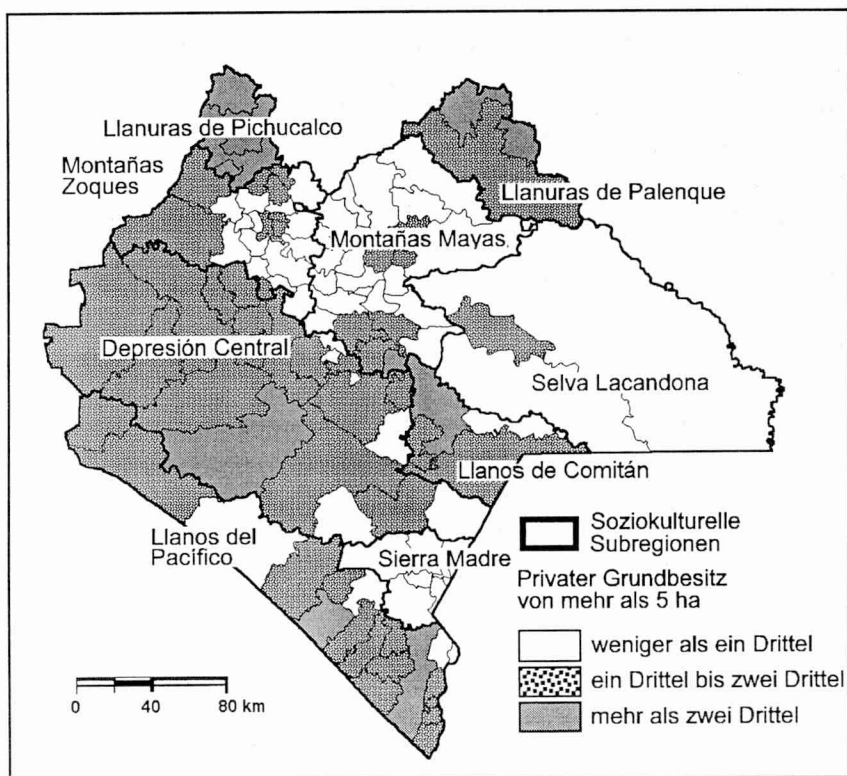 Llanuras de Pichucalco
Montañas
Zoques
Llanuras de Palenque
Montañas Mayas
Depresión Central
Selva Lacandona
Llanos de Comitán
Llanos del
Pacífico
Sierra Madre
Soziokulturelle
Subregionen
Privater Grundbesitz
von mehr als 5 ha
weniger als ein Drittel
ein Drittel bis zwei Drittel
mehr als zwei Drittel
0 40 80 km